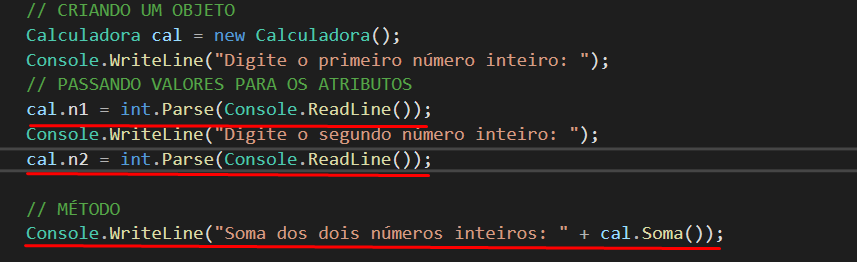 // CRIANDO UM OBJETO
Calculadora cal = new Calculadora();
Console.WriteLine("Digite o primeiro número inteiro: ");
// PASSANDO VALORES PARA OS ATRIBUTOS
cal.n1 = int.Parse(Console.ReadLine());
Console.WriteLine("Digite o segundo número inteiro: ");
cal.n2 = int.Parse(Console.ReadLine());
// MÉTODO
Console.WriteLine("Soma dos dois números inteiros: " + cal.Soma());